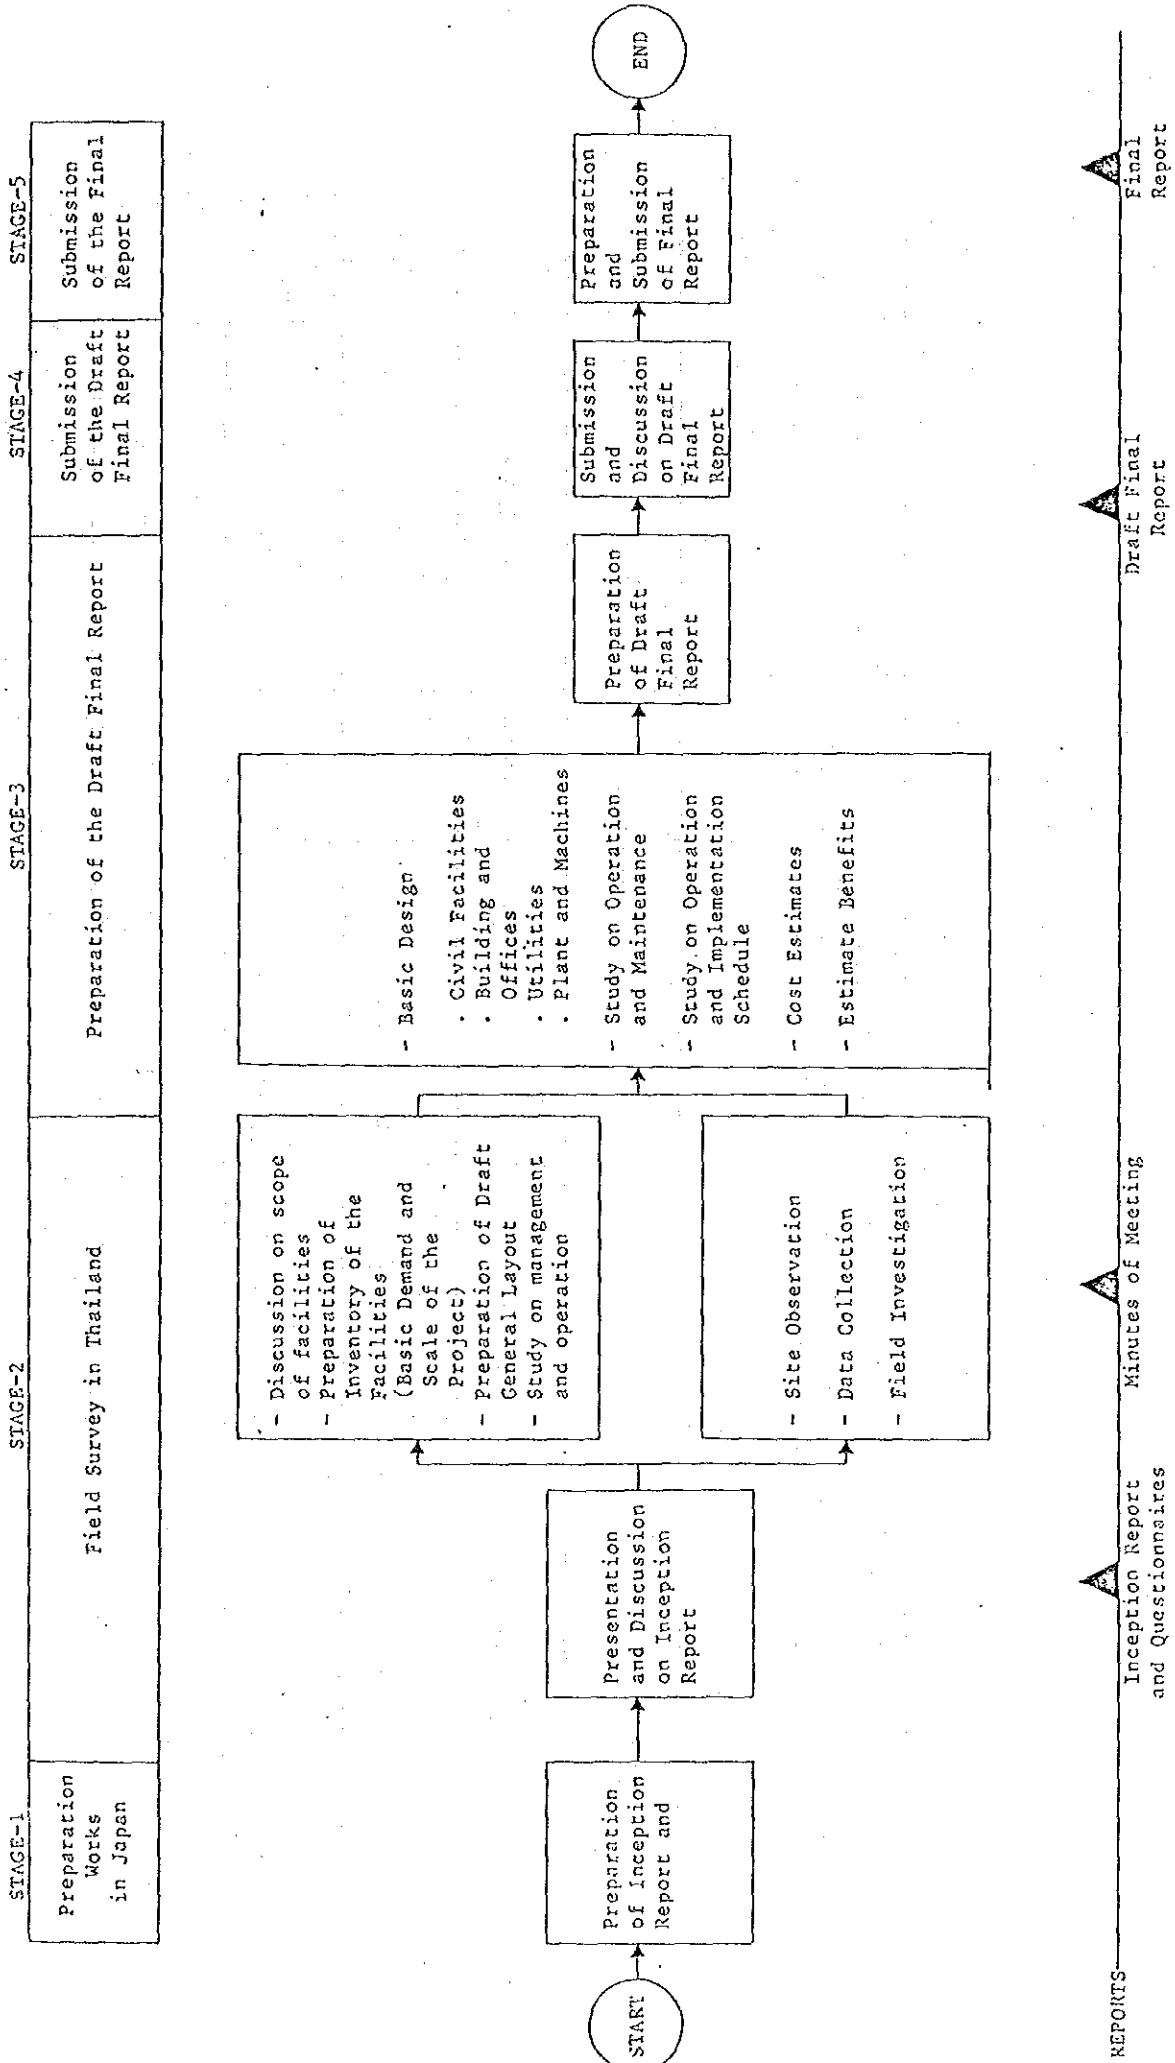 STAGE-1
STAGE-2
STAGE-3
STAGE-4
STAGE-5
Preparation
Works
in Japan
Field Survey in Thailand
Preparation of the Draft Final Report
Submission
of the Draft
Final Report
Submission
of the Final
Report
START
Preparation
of Inception
Report and
Presentation
and Discussion
on Inception
Report
- Discussion on scope
of facilities
- Preparation of
Inventory of the
Facilities
(Basic Demand and
Scale of the
Project)
- Preparation of Draft
General Layout
- Study on management
and operation
- Site Observation
- Data Collection
- Field Investigation
- Basic Design
. Civil Facilities
. Building and
Offices
. Utilities
. Plant and Machines
- Study on Operation
and Maintenance
- Study on Operation
and Implementation
Schedule
- Cost Estimates
- Estimate Benefits
Preparation
of Draft
Final
Report
Submission
and
Discussion
on Draft
Final
Report
Preparation
and
Submission
of Final
Report
END
REPORTS
Inception Report
and Questionnaires
Minutes of Meeting
Draft Final
Report
Final
Report